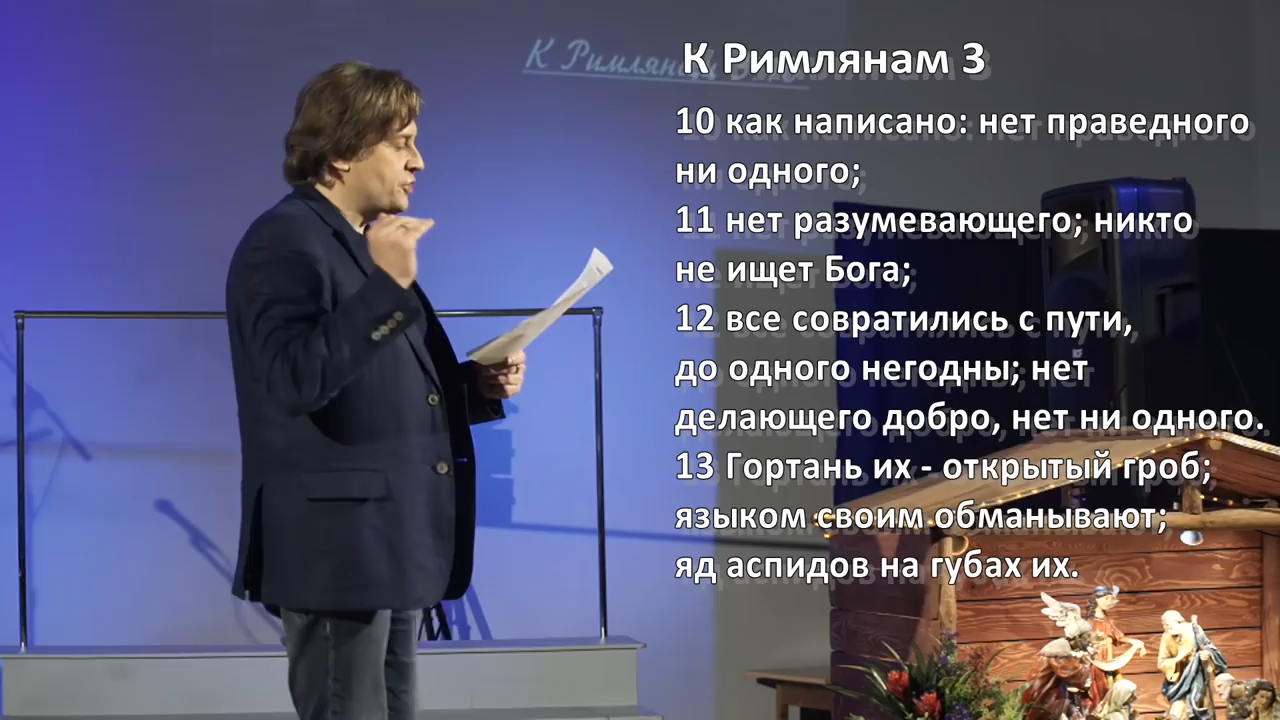 К Римлянам
К Римлянам 3
10 как написано: нет праведного
ни одного;
11 нет разумевающего; никто
не ищет Бога;
12 все совратились с пути,
до одного негодны; нет
делающего добро, нет ни одного.
13 Гортань их - открытый гроб;
языком своим обманывают;
яд аспидов на губах их.